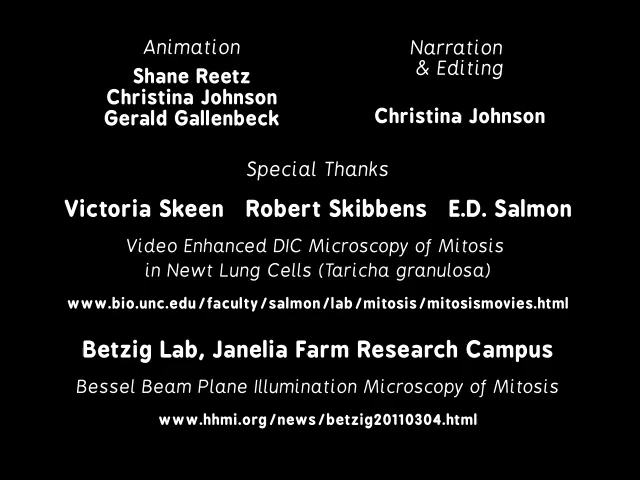 Animation
Shane Reetz
Christina Johnson
Gerald Gallenbeck
Narration
& Editing
Christina Johnson
Special Thanks
Victoria Skeen Robert Skibbens E.D. Salmon
Video Enhanced DIC Microscopy of Mitosis
in Newt Lung Cells (Taricha granulosa)
www.bio.unc.edu/faculty/salmon/lab/mitosis/mitosismovies.html
Betzig Lab, Janelia Farm Research Campus
Bessel Beam Plane Illumination Microscopy of Mitosis
www.hhmi.org/news/betzig20110304.html